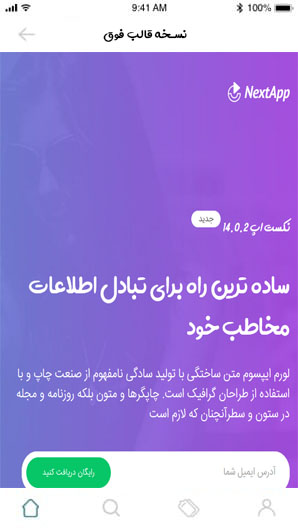 9:41 AM
100%
نسخه قالب فوق
NextApp
جدید
نکست اپ 14.0.2
ساده ترین راه برای تبادل اطلاعات
مخاطب خود
لورم ایپسوم متن ساختگی با تولید سادگی نامفهوم از صنعت چاپ و با
استفاده از طراحان گرافیک است. چاپگرها و متون بلکه روزنامه و مجله
در ستون و سطرآنچنان که لازم است
آدرس ایمیل شما
رایگان دریافت کنید